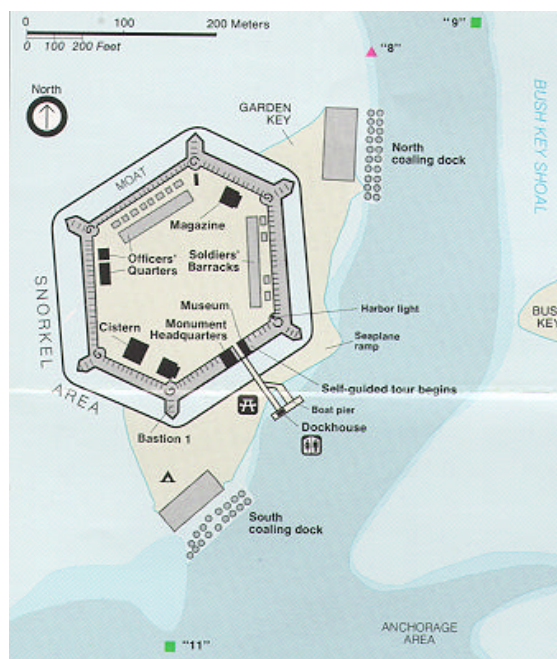 0 100 200 Meters
0 100 200 Feet
"9"
"8"
North
GARDEN
KEY
BUSH KEY SHOAL
North
coaling dock
MOAT
Magazine
Officers'
Quarters
Soldiers'
Barracks
SNORKEL
AREA
Museum
Monument
Headquarters
Cistern
Harbor light
Seaplane
ramp
BUS
KEY
Self-guided tour begins
Boat pier
Dockhouse
Bastion 1
South
coaling dock
ANCHORAGE
AREA
"11"